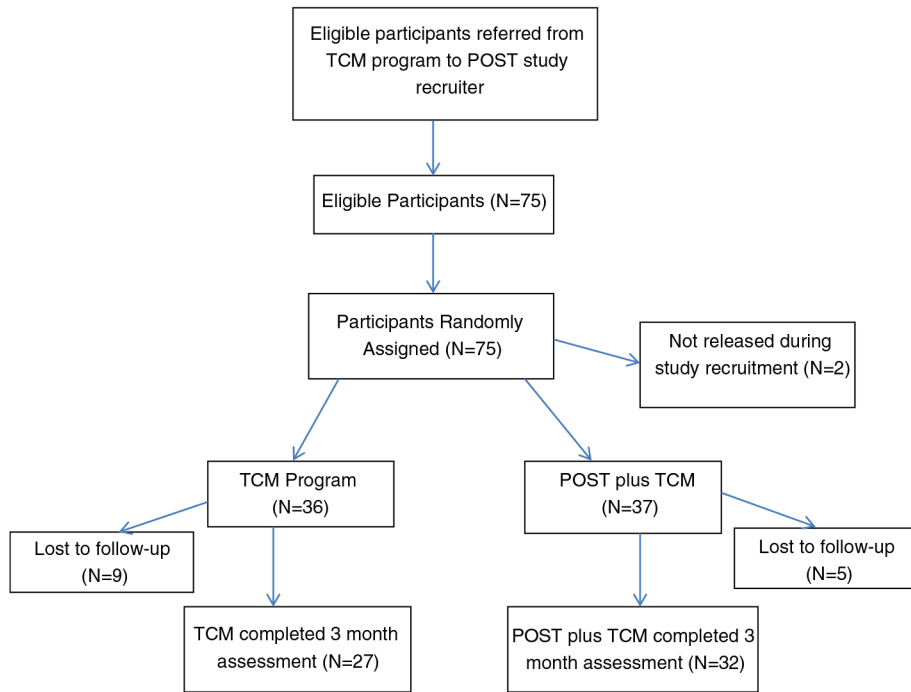 Eligible participants referred from
TCM program to POST study
recruiter
Eligible Participants (N=75)
Participants Randomly
Assigned (N=75)
Not released during
study recruitment (N=2)
TCM Program
(N=36)
POST plus TCM
(N=37)
Lost to follow-up
(N=9)
Lost to follow-up
(N=5)
TCM completed 3 month
assessment (N=27)
POST plus TCM completed 3
month assessment (N=32)